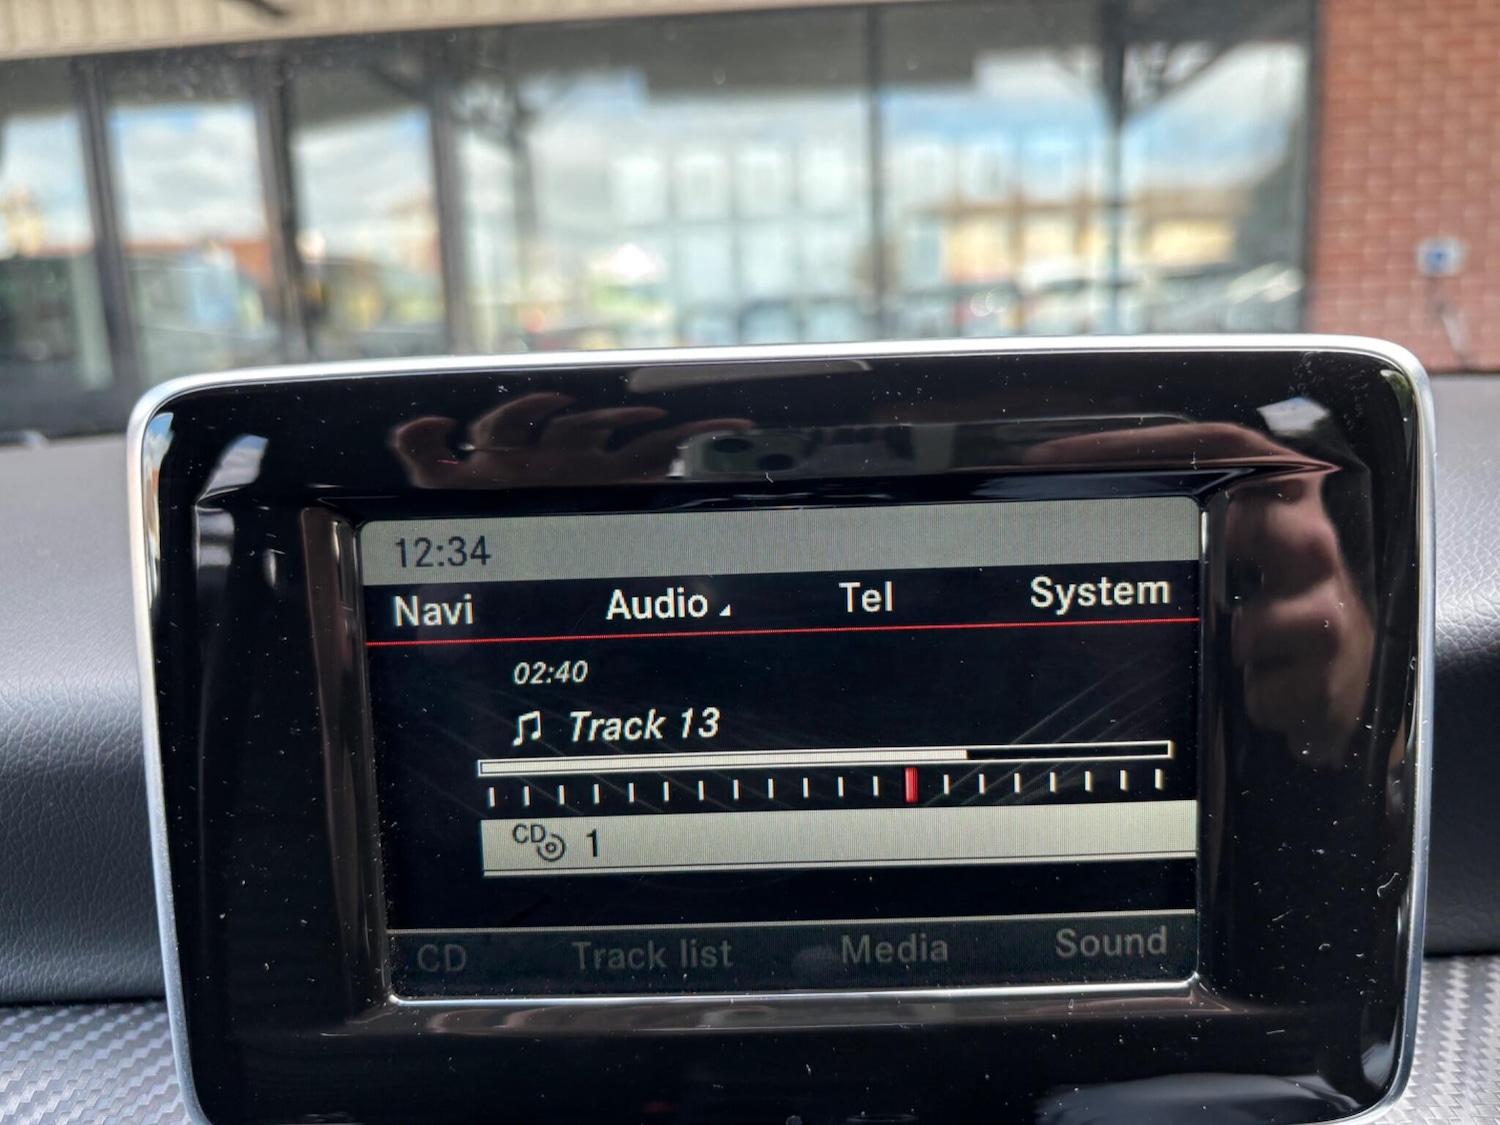 12:34
Navi Audio Tel System
02:40
Track 13
CD 1
CD Track list Media Sound